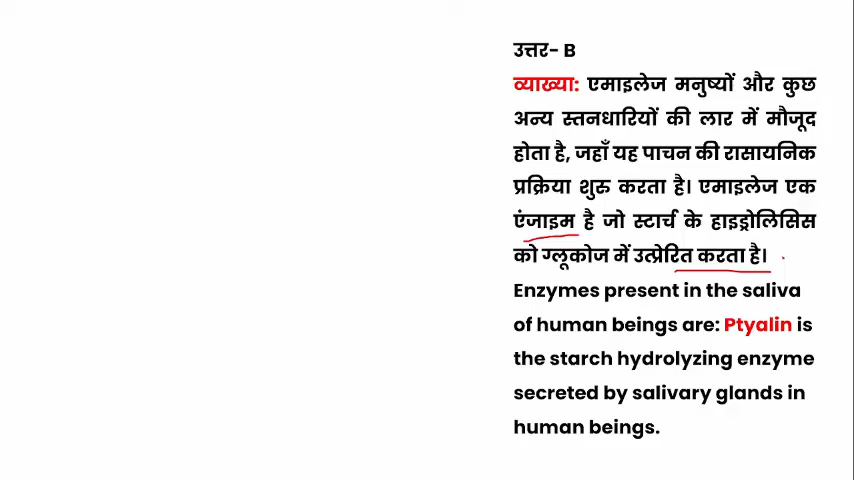 उत्तर- B
व्याख्या: एमाइलेज मनुष्यों और कुछ
अन्य स्तनधारियों की लार में मौजूद
होता है, जहाँ यह पाचन की रासायनिक
प्रक्रिया शुरु करता है। एमाइलेज एक
एंजाइम है जो स्टार्च के हाइड्रोलिसिस
को ग्लूकोज में उत्प्रेरित करता है।
Enzymes present in the saliva
of human beings are: Ptyalin is
the starch hydrolyzing enzyme
secreted by salivary glands in
human beings.